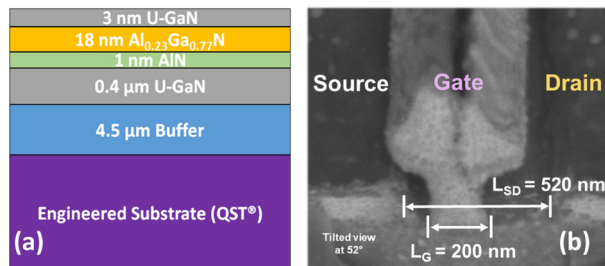 3 nm U-GaN
18 nm Al0.23Ga0.77N
1 nm AlN
0.4 μm U-GaN
4.5 μm Buffer
Engineered Substrate (QST®)
(a)
Source
Gate
Drain
LSD = 520 nm
LG = 200 nm
Tilted view
at 52°
(b)